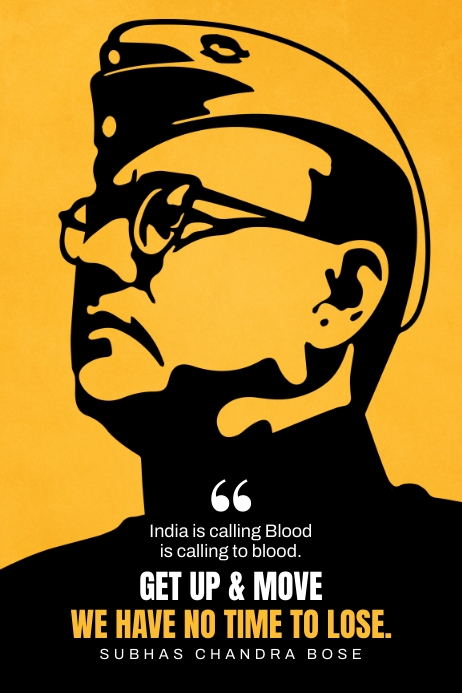 “
India is calling Blood
is calling to blood.
GET UP & MOVE
WE HAVE NO TIME TO LOSE.
SUBHAS CHANDRA BOSE